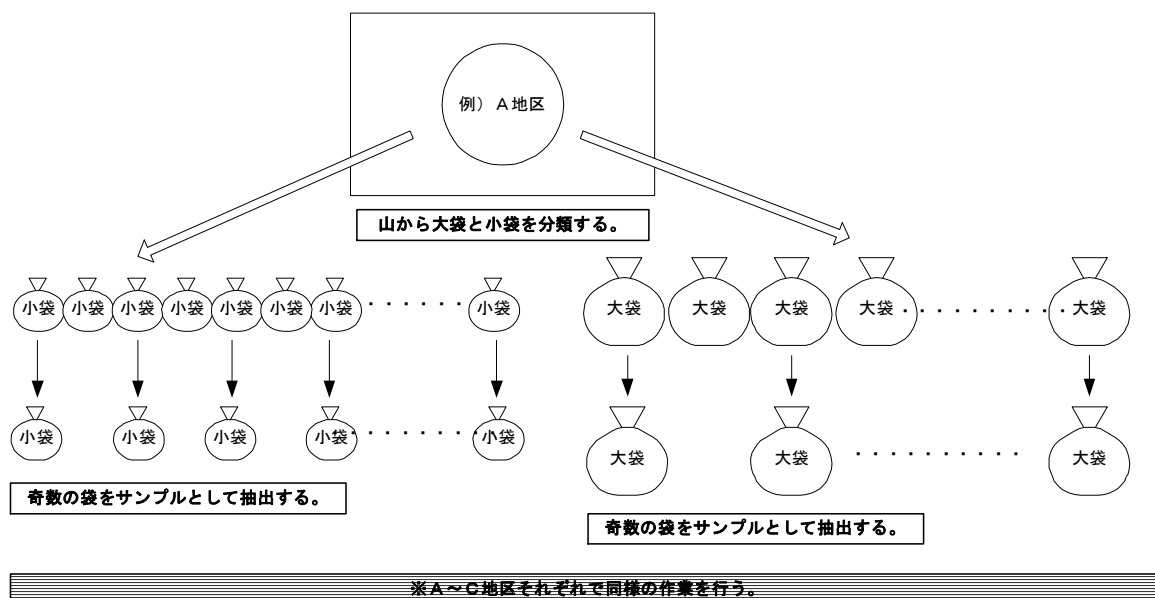 例） Ａ地区
山から大袋と小袋を分類する。
小袋 小袋 小袋 小袋 小袋 小袋 小袋 ・・・・・・ 小袋
大袋 大袋 大袋 大袋 ・・・・・・・・・ 大袋
小袋 小袋 小袋 小袋 ・・・・・・・ 小袋
大袋 大袋 ・・・・・・・・・ 大袋
奇数の袋をサンプルとして抽出する。
奇数の袋をサンプルとして抽出する。
※Ａ～Ｃ地区それぞれで同様の作業を行う。